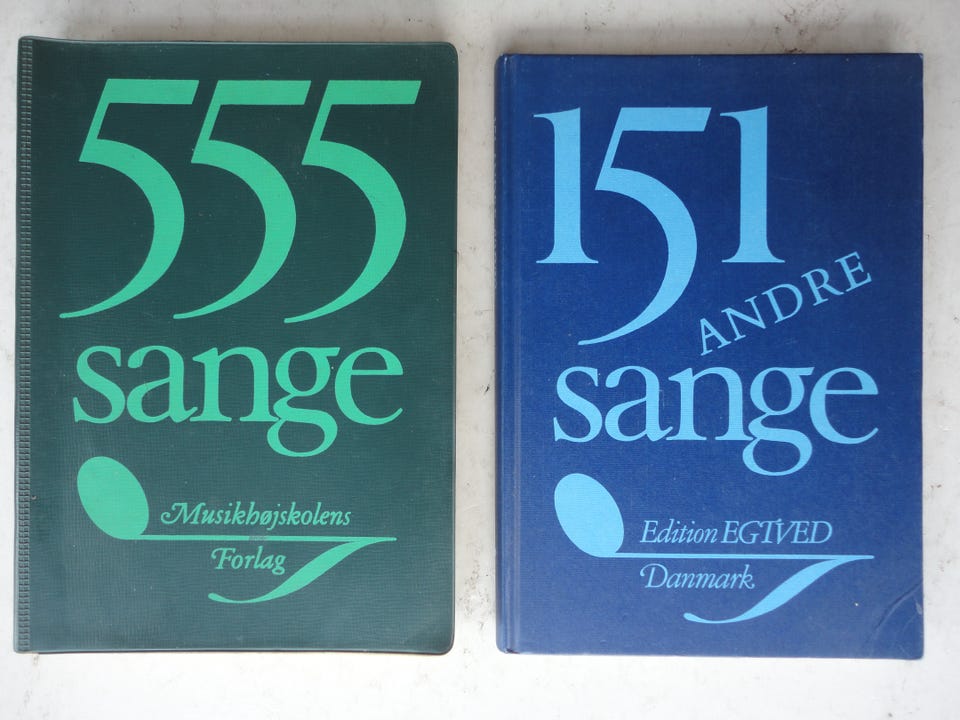 555
sange
Musikhøjskolens
Forlag
151
ANDRE
sange
Edition EGTVED
Danmark